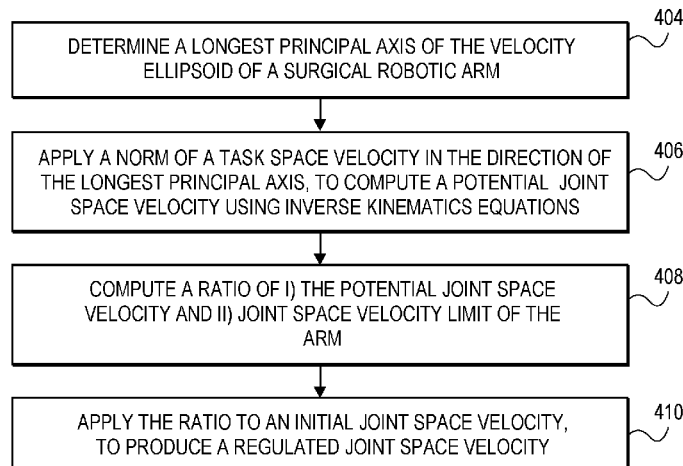 404
DETERMINE A LONGEST PRINCIPAL AXIS OF THE VELOCITY
ELLIPSOID OF A SURGICAL ROBOTIC ARM
406
APPLY A NORM OF A TASK SPACE VELOCITY IN THE DIRECTION OF
THE LONGEST PRINCIPAL AXIS, TO COMPUTE A POTENTIAL JOINT
SPACE VELOCITY USING INVERSE KINEMATICS EQUATIONS
408
COMPUTE A RATIO OF I) THE POTENTIAL JOINT SPACE
VELOCITY AND II) JOINT SPACE VELOCITY LIMIT OF THE
ARM
410
APPLY THE RATIO TO AN INITIAL JOINT SPACE VELOCITY,
TO PRODUCE A REGULATED JOINT SPACE VELOCITY